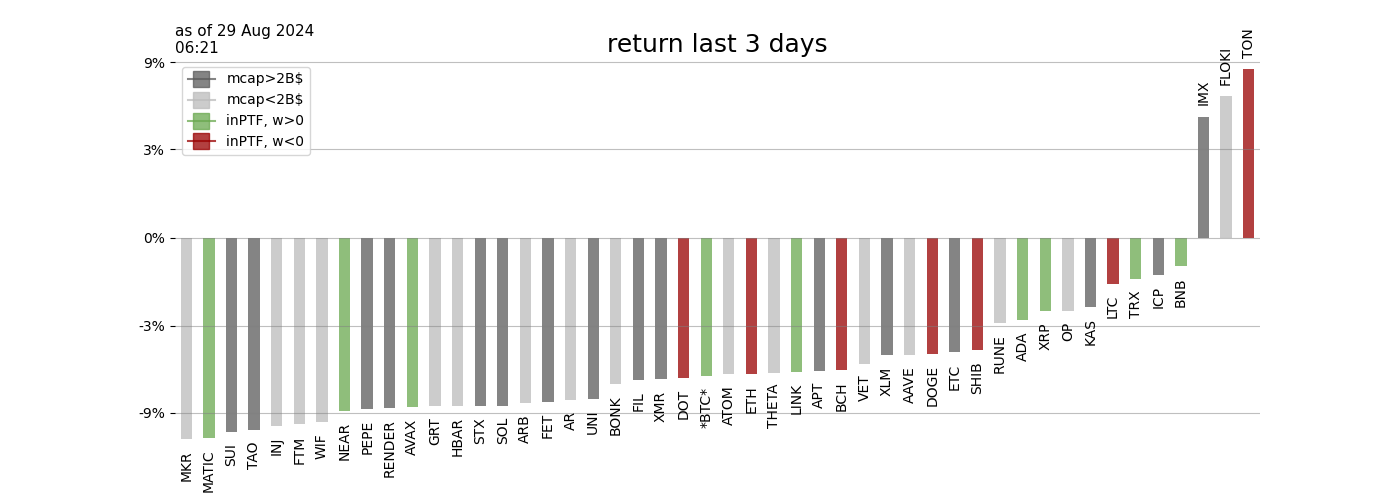 as of 29 Aug 2024
06:21
return last 3 days
9%
3%
0%
-3%
-9%
mcap>2B$
mcap<2B$
inPTF, w>0
inPTF, w<0
MKR
MATIC
SUI
TAO
INJ
FTM
WIF
NEAR
PEPE
RENDER
AVAX
GRT
HBAR
STX
SOL
ARB
FET
AR
UNI
BONK
FIL
XMR
DOT
*BTC*
ATOM
ETH
THETA
LINK
APT
BCH
VET
XLM
AAVE
DOGE
ETC
SHIB
RUNE
ADA
XRP
OP
KAS
LTC
TRX
ICP
BNB
IMX
FLOKI
TON